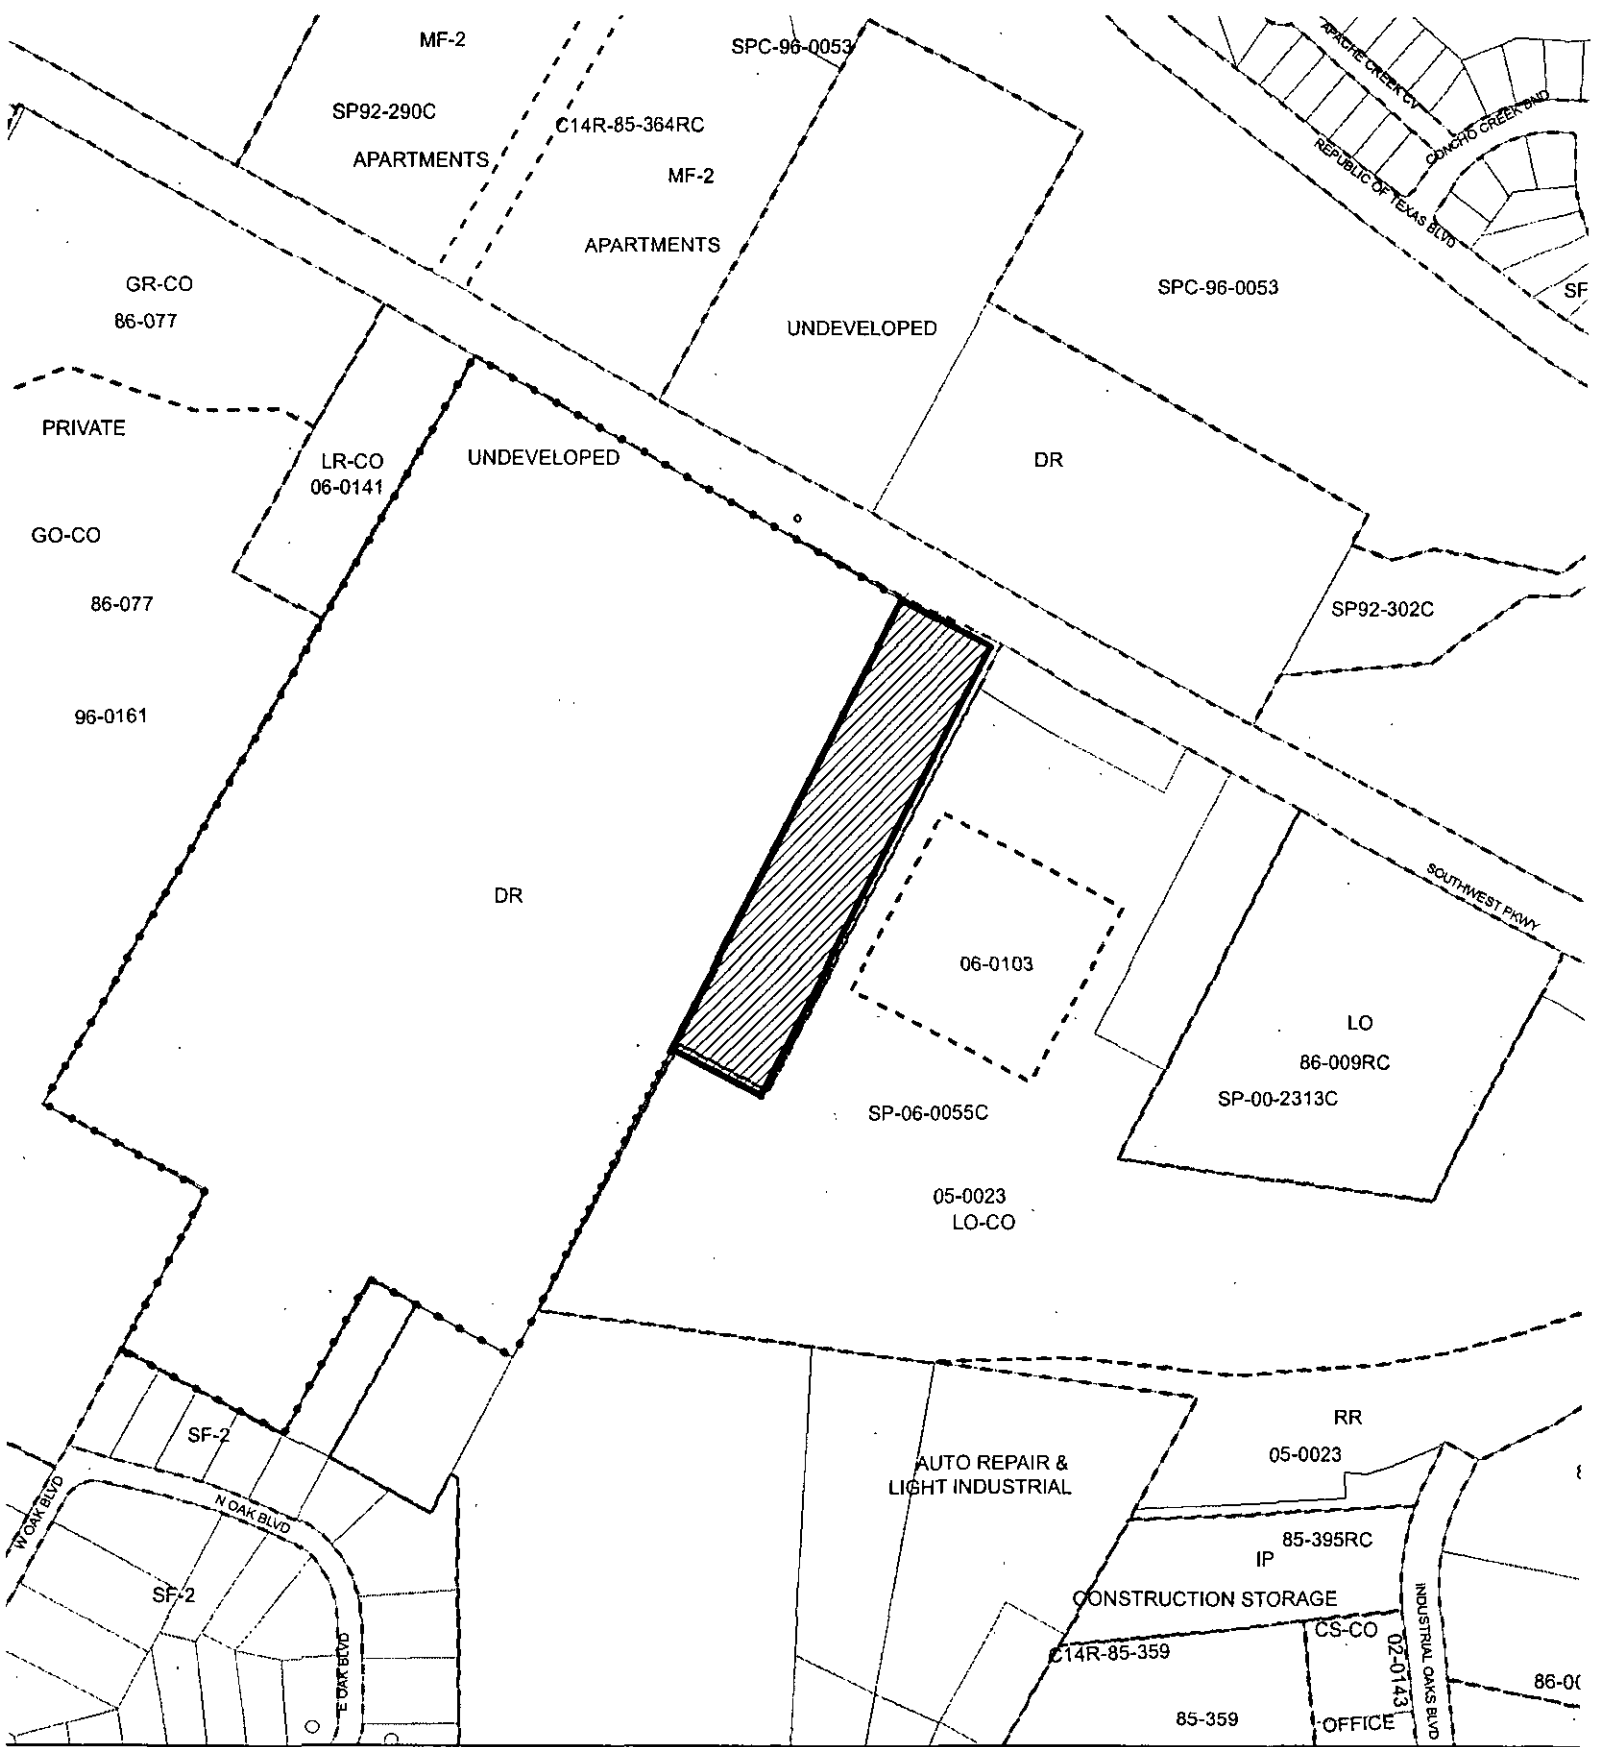 MF-2
SPC-96-0053
APACHE CREEK CV
SP92-290C
C14R-85-364RC
CONCHO CREEK BND
APARTMENTS
MF-2
REPUBLIC OF TEXAS BLVD
APARTMENTS
GR-CO
86-077
SPC-96-0053
SF
UNDEVELOPED
PRIVATE
LR-CO
06-0141
UNDEVELOPED
DR
GO-CO
86-077
SP92-302C
96-0161
DR
SOUTHWEST PKWY
06-0103
LO
86-009RC
SP-00-2313C
SP-06-0055C
05-0023
LO-CO
RR
05-0023
SF-2
AUTO REPAIR &
LIGHT INDUSTRIAL
W OAK BLVD
N OAK BLVD
85-395RC
IP
SF-2
CONSTRUCTION STORAGE
INDUSTRIAL OAKS BLVD
CS-CO
02-0143
C14R-85-359
E OAK BLVD
86-00
85-359
OFFICE